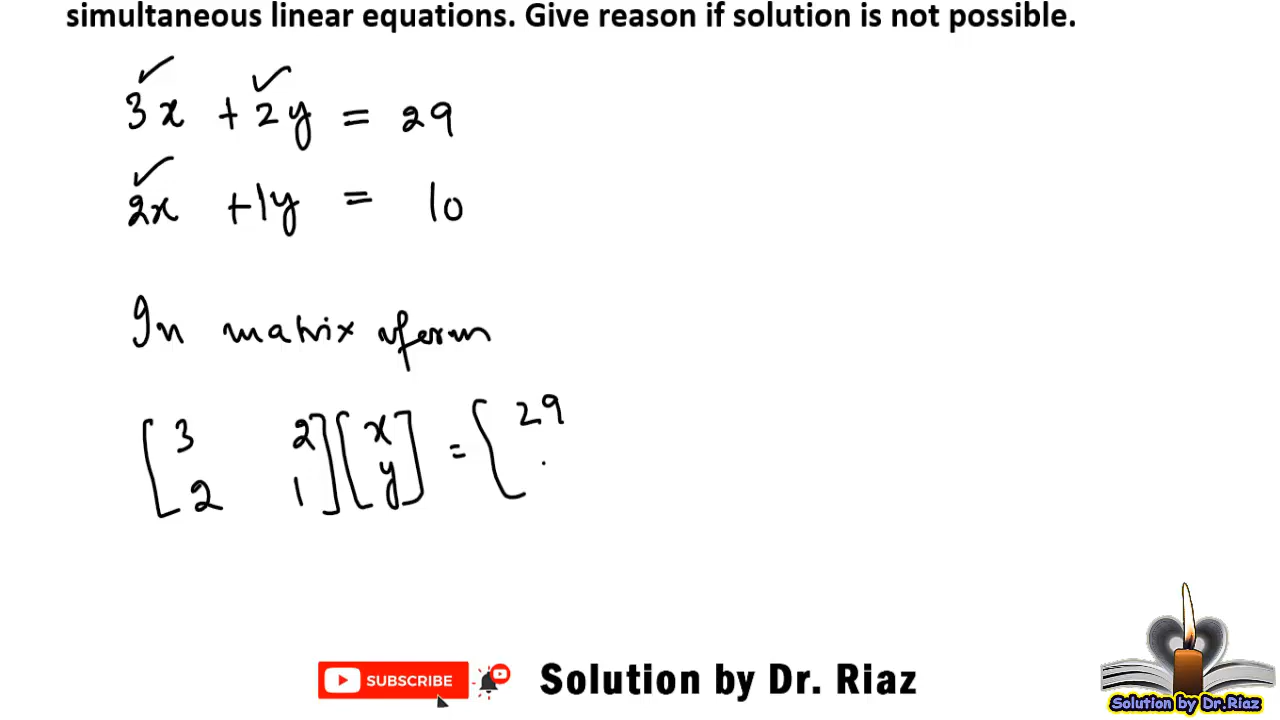 simultaneous linear equations. Give reason if solution is not possible.
3x + 2y = 29
2x + 1y = 10
In matrix form
[3 2] [x] = [29
[2 1] [y]
SUBSCRIBE
Solution by Dr. Riaz
Solution by Dr.Riaz